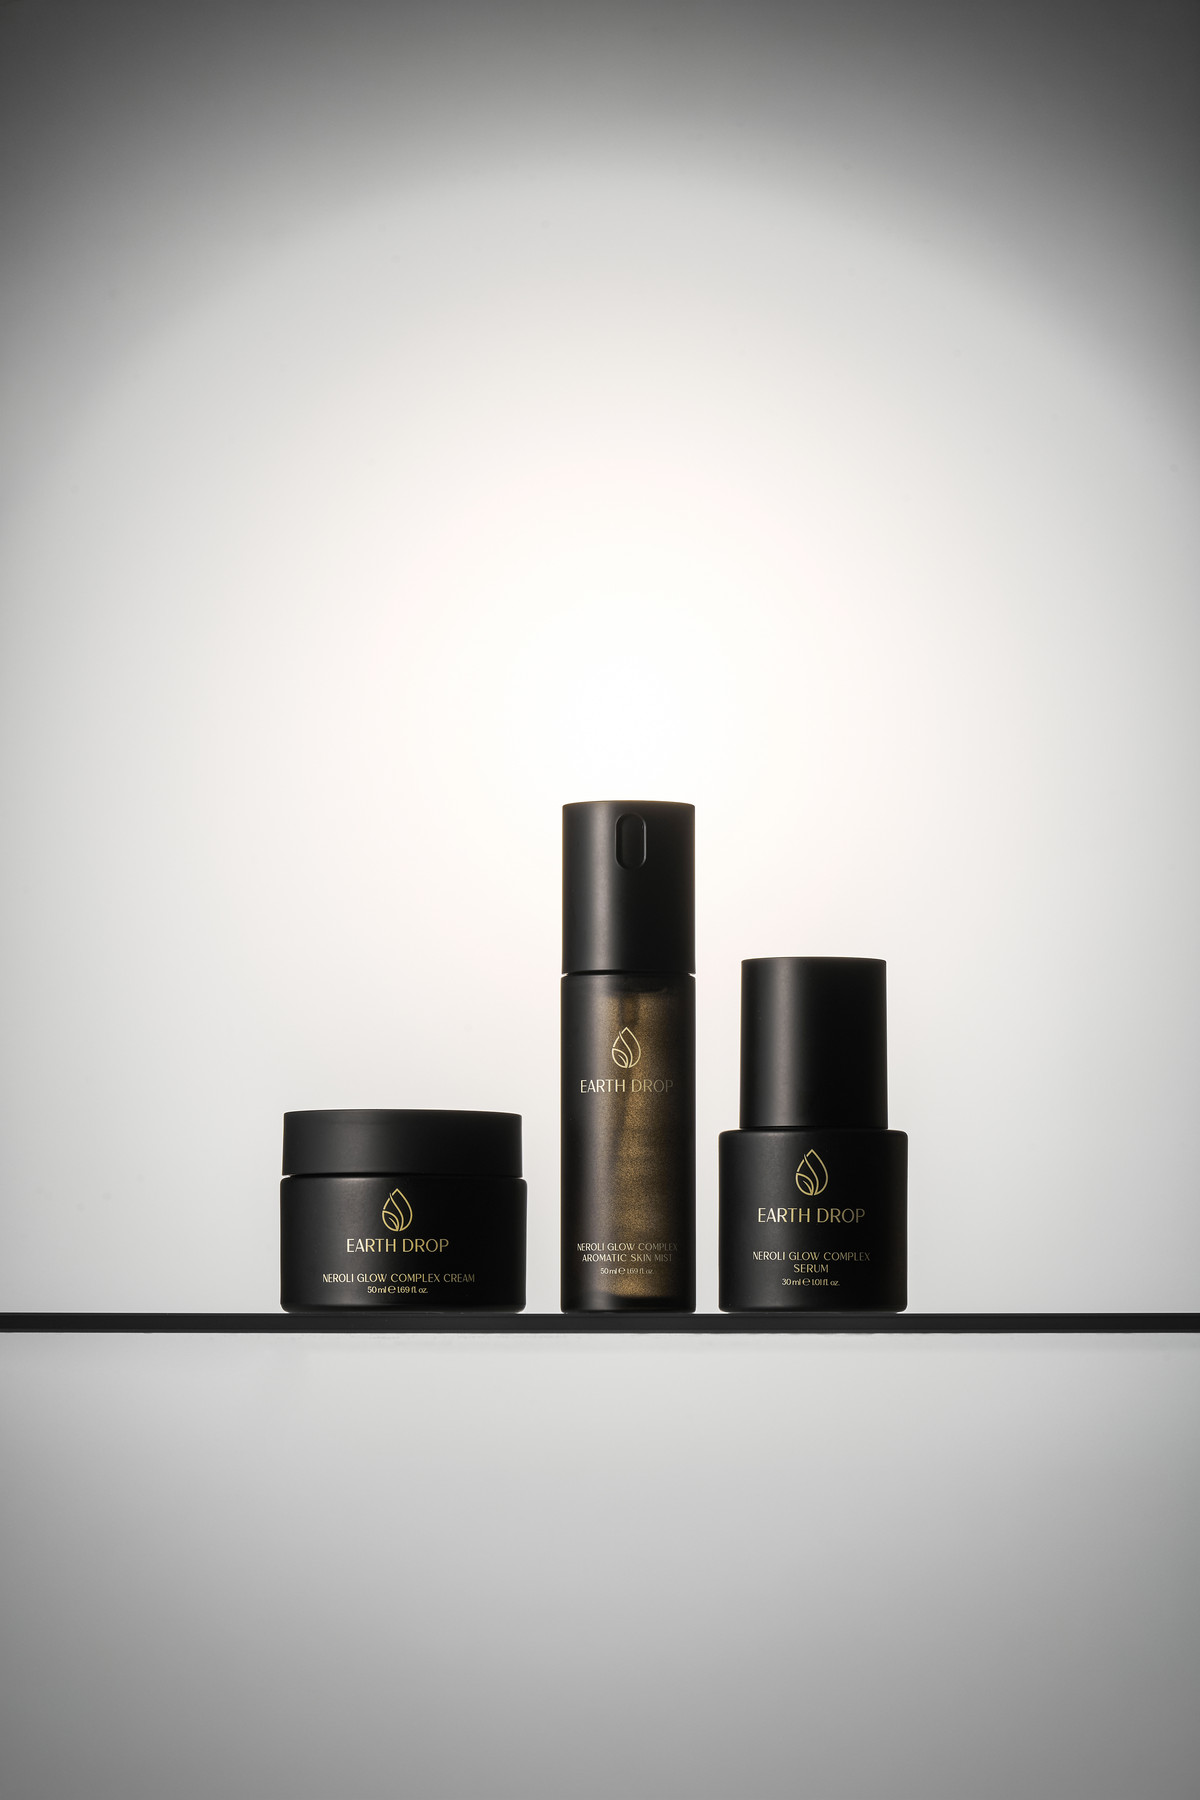 EARTH DROP
NEROLI GLOW COMPLEX CREAM
50 ml ℮ 1.69 fl. oz.
EARTH DROP
NEROLI GLOW COMPLEX
AROMATIC SKIN MIST
50 ml ℮ 1.69 fl. oz.
EARTH DROP
NEROLI GLOW COMPLEX
SERUM
30 ml ℮ 1.01 fl. oz.